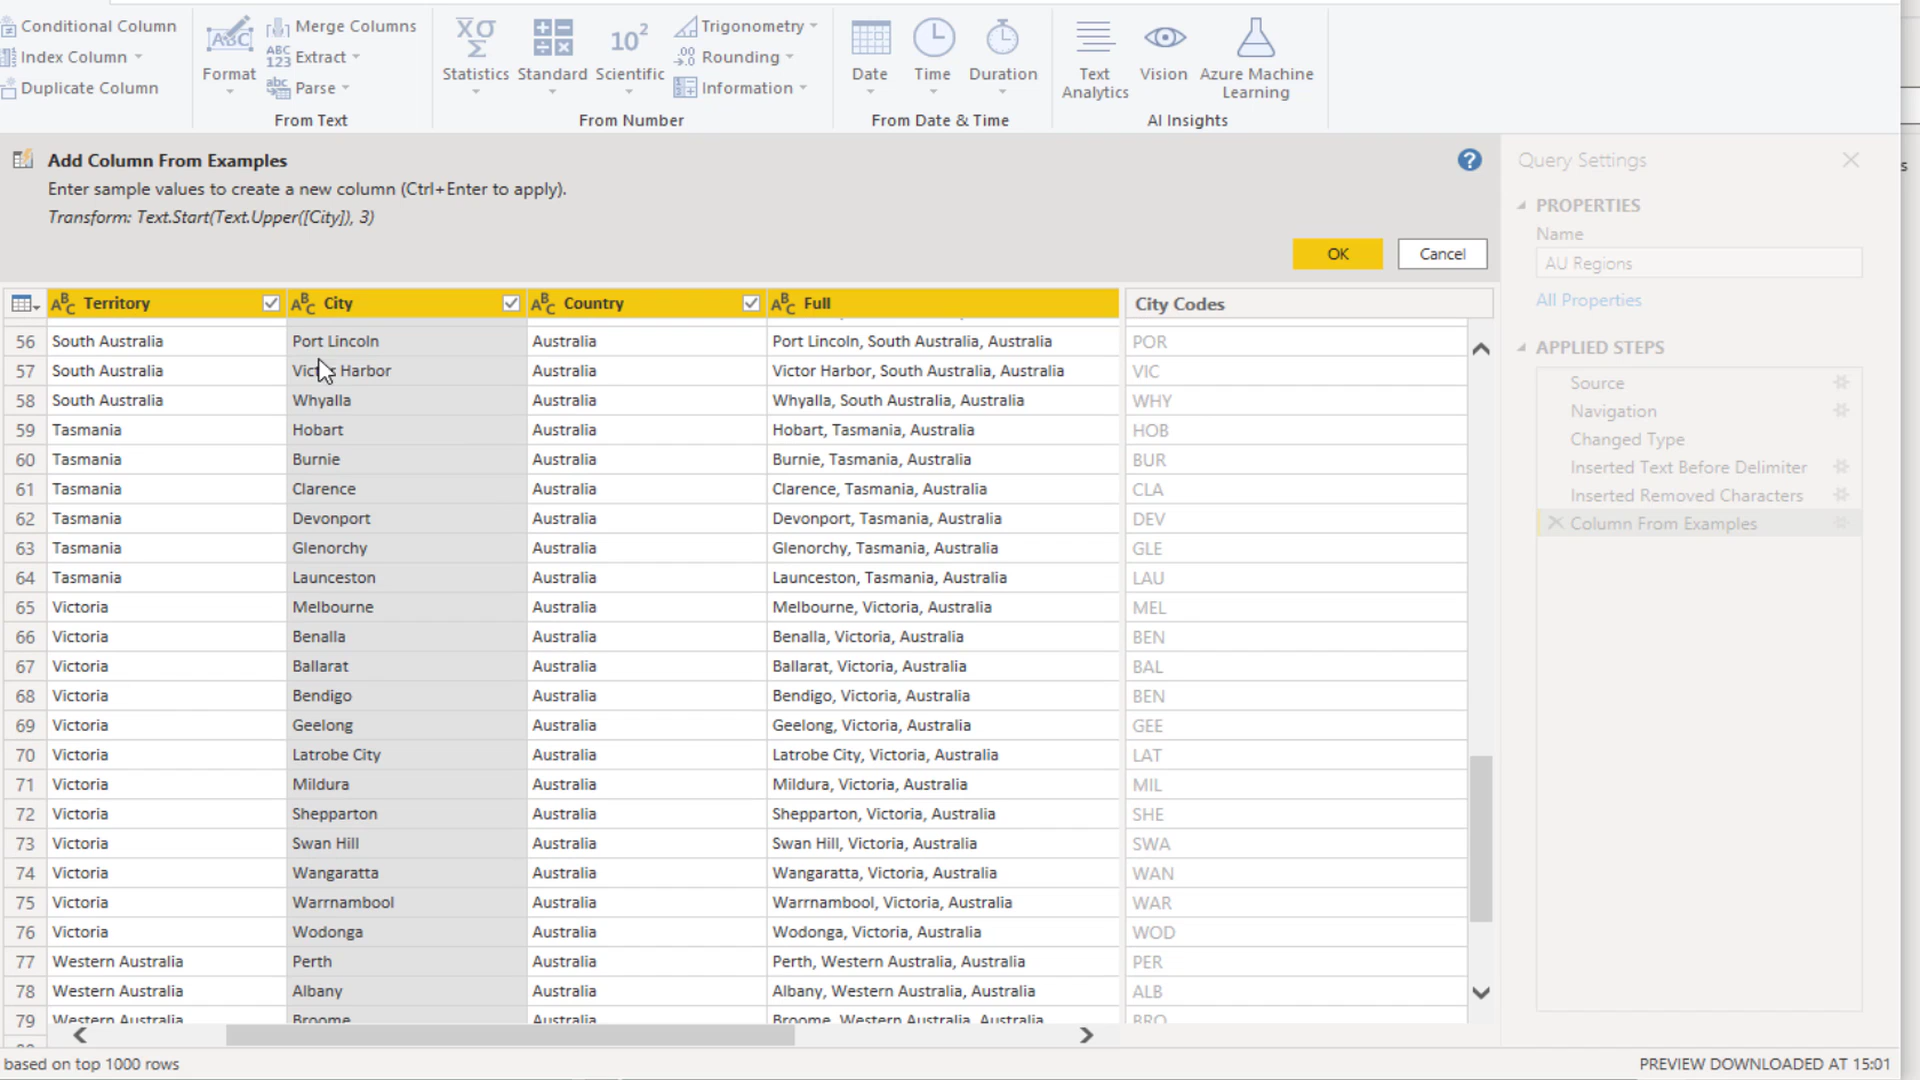 Conditional Column
Index Column
Duplicate Column
Format
Merge Columns
Extract
Parse
From Text
Statistics
Standard
Scientific
Trigonometry
Rounding
Information
From Number
Date
Time
Duration
From Date & Time
Text Analytics
Vision
Azure Machine Learning
AI Insights
Add Column From Examples
Enter sample values to create a new column (Ctrl+Enter to apply).
Transform: Text.Start(Text.Upper([City]), 3)
OK
Cancel
Territory City Country Full City Codes
56 South Australia Port Lincoln Australia Port Lincoln, South Australia, Australia POR
57 South Australia Victor Harbor Australia Victor Harbor, South Australia, Australia VIC
58 South Australia Whyalla Australia Whyalla, South Australia, Australia WHY
59 Tasmania Hobart Australia Hobart, Tasmania, Australia HOB
60 Tasmania Burnie Australia Burnie, Tasmania, Australia BUR
61 Tasmania Clarence Australia Clarence, Tasmania, Australia CLA
62 Tasmania Devonport Australia Devonport, Tasmania, Australia DEV
63 Tasmania Glenorchy Australia Glenorchy, Tasmania, Australia GLE
64 Tasmania Launceston Australia Launceston, Tasmania, Australia LAU
65 Victoria Melbourne Australia Melbourne, Victoria, Australia MEL
66 Victoria Benalla Australia Benalla, Victoria, Australia BEN
67 Victoria Ballarat Australia Ballarat, Victoria, Australia BAL
68 Victoria Bendigo Australia Bendigo, Victoria, Australia BEN
69 Victoria Geelong Australia Geelong, Victoria, Australia GEE
70 Victoria Latrobe City Australia Latrobe City, Victoria, Australia LAT
71 Victoria Mildura Australia Mildura, Victoria, Australia MIL
72 Victoria Shepparton Australia Shepparton, Victoria, Australia SHE
73 Victoria Swan Hill Australia Swan Hill, Victoria, Australia SWA
74 Victoria Wangaratta Australia Wangaratta, Victoria, Australia WAN
75 Victoria Warrnambool Australia Warrnambool, Victoria, Australia WAR
76 Victoria Wodonga Australia Wodonga, Victoria, Australia WOD
77 Western Australia Perth Australia Perth, Western Australia, Australia PER
78 Western Australia Albany Australia Albany, Western Australia, Australia ALB
79 Western Australia Broome Australia Broome, Western Australia, Australia BRO
Query Settings
PROPERTIES
Name
AU Regions
All Properties
APPLIED STEPS
Source
Navigation
Changed Type
Inserted Text Before Delimiter
Inserted Removed Characters
Column From Examples
based on top 1000 rows
PREVIEW DOWNLOADED AT 15:01